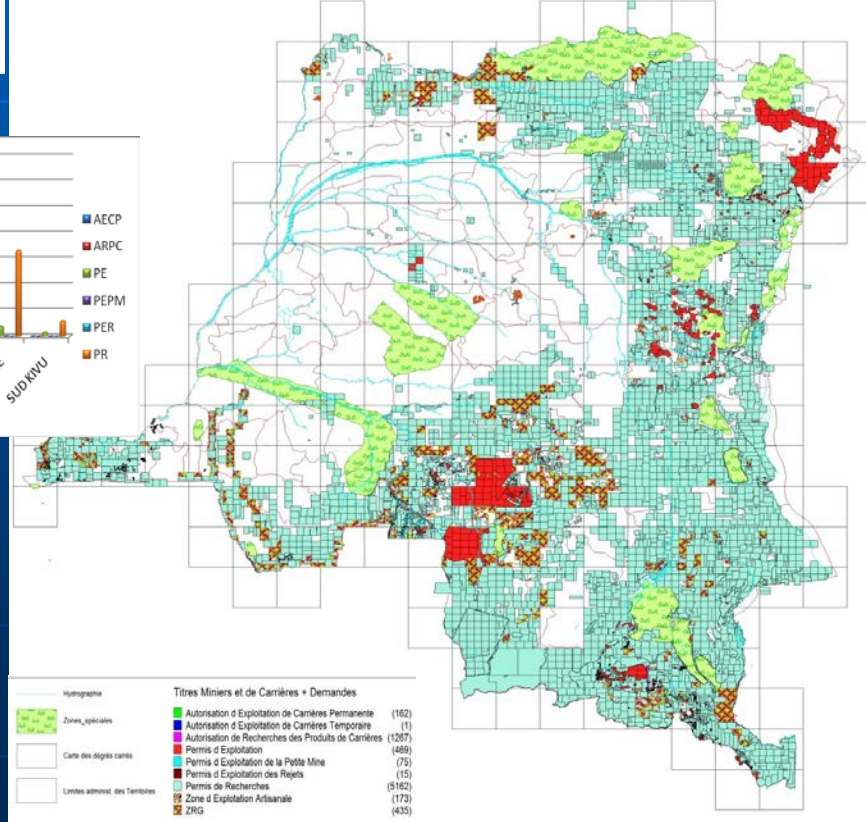 AECP
ARPC
PE
PEPM
PER
PR
SUD KIVU
Hydrographie
Zones_spéciales
Carte des dégrés carrés
Limites administ. des Territoires
Titres Miniers et de Carrières + Demandes
Autorisation d Exploitation de Carrières Permanente (162)
Autorisation d Exploitation de Carrières Temporaire (1)
Autorisation de Recherches des Produits de Carrières (1267)
Permis d Exploitation (469)
Permis d Exploitation de la Petite Mine (75)
Permis d Exploitation des Rejets (15)
Permis de Recherches (5162)
Zone d Explotation Artisanale (173)
ZRG (435)